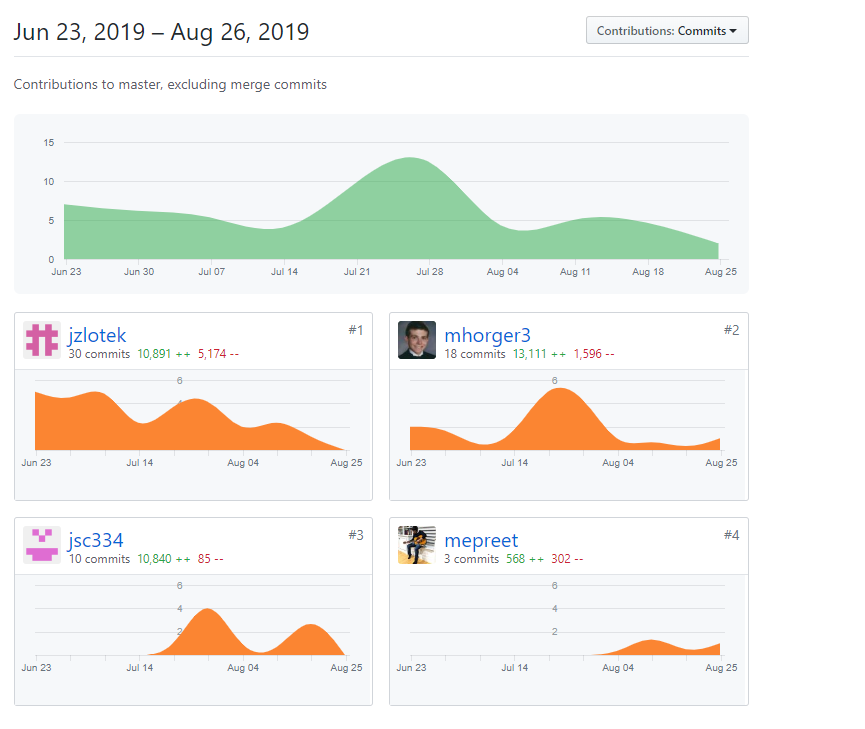 Jun 23, 2019 – Aug 26, 2019
Contributions: Commits
Contributions to master, excluding merge commits
15
10
5
0
Jun 23 Jun 30 Jul 07 Jul 14 Jul 21 Jul 28 Aug 04 Aug 11 Aug 18 Aug 25
jzlotek #1
30 commits 10,891 ++ 5,174 --
6
Jun 23 Jul 14 Aug 04 Aug 25
mhorger3 #2
18 commits 13,111 ++ 1,596 --
6
Jun 23 Jul 14 Aug 04 Aug 25
jsc334 #3
10 commits 10,840 ++ 85 --
6
4
2
Jun 23 Jul 14 Aug 04 Aug 25
mepreet #4
3 commits 568 ++ 302 --
6
4
2
Jun 23 Jul 14 Aug 04 Aug 25